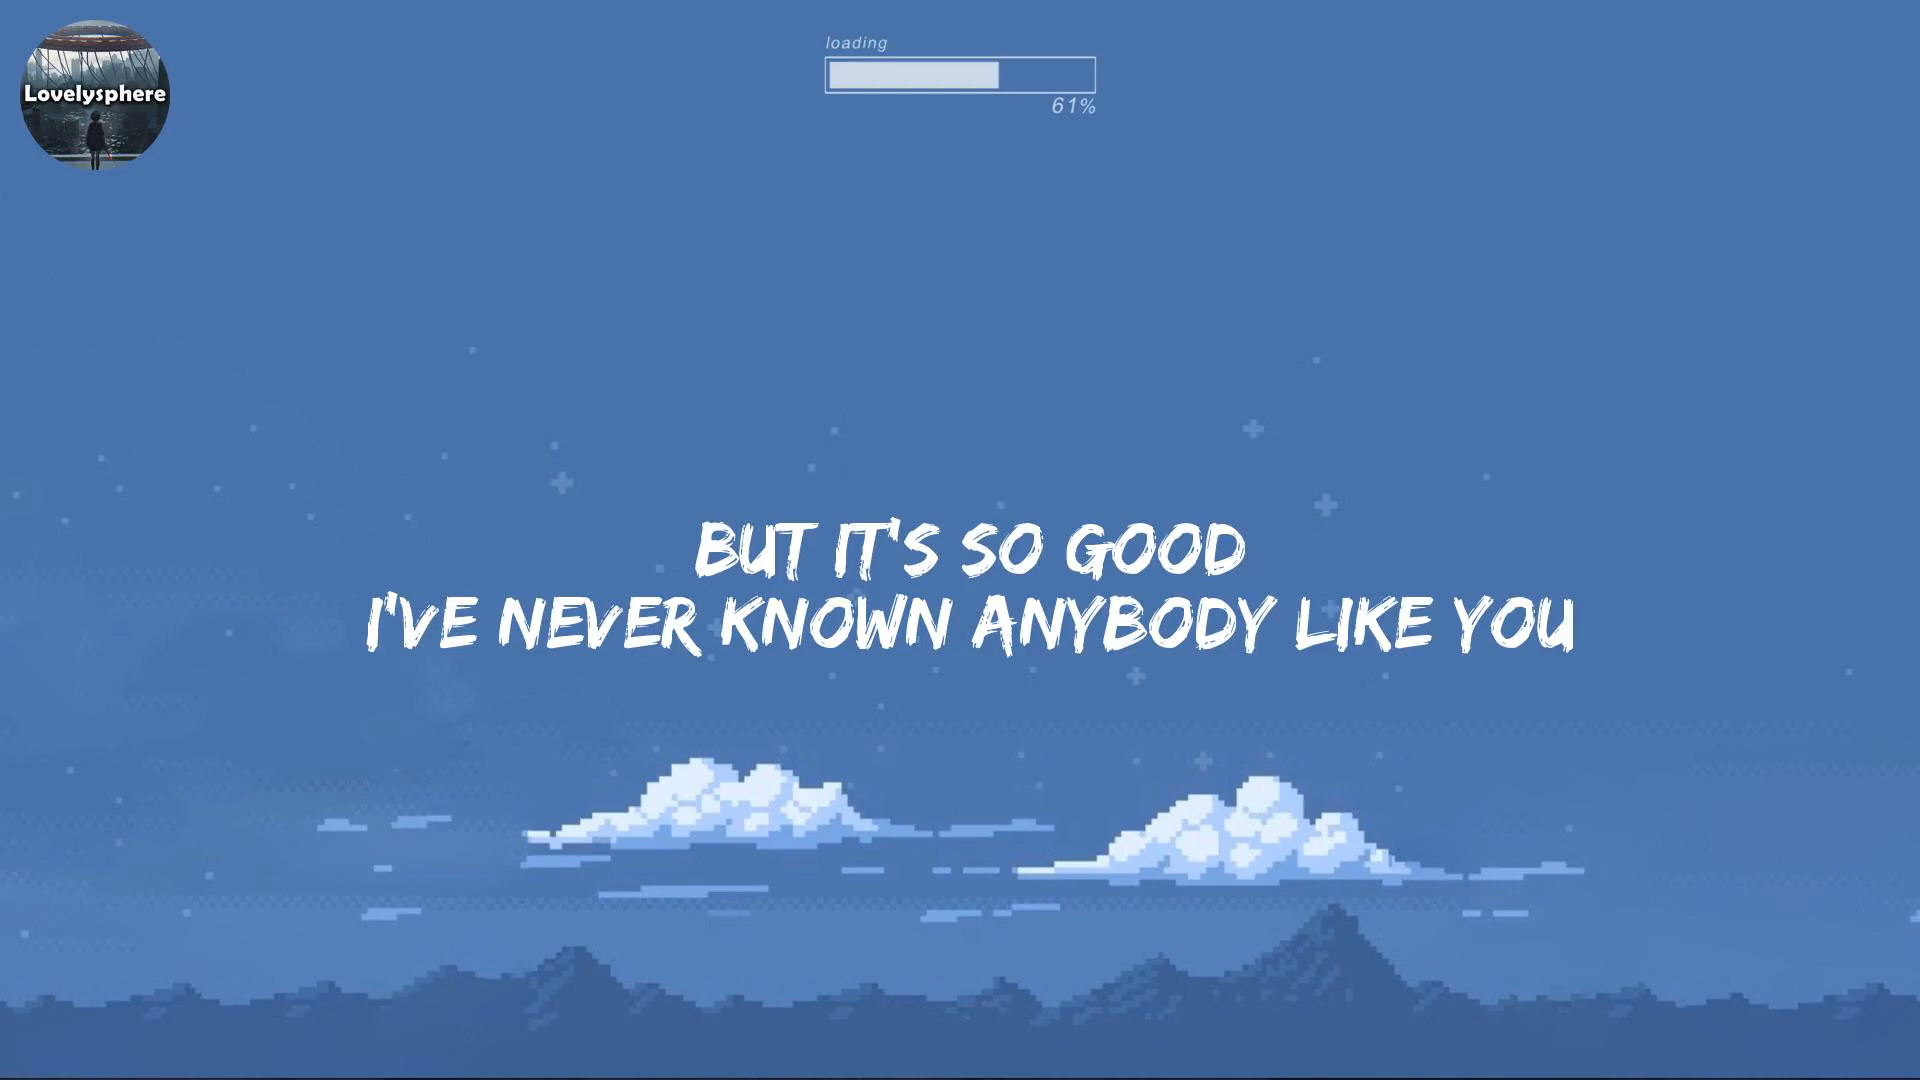 Lovelysphere
loading
61%
BUT IT'S SO GOOD
I'VE NEVER KNOWN ANYBODY LIKE YOU